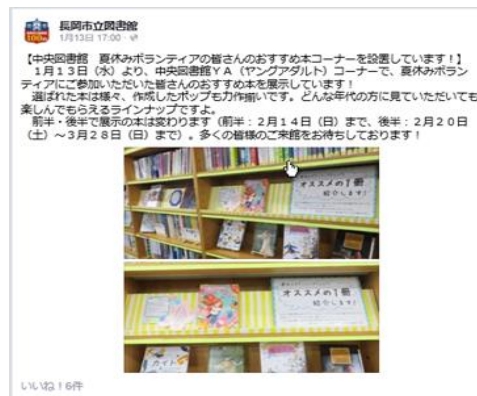 長岡市立図書館
1月13日 17:00
【中央図書館 夏休みボランティアの皆さんのおすすめ本コーナーを設置しています!】
１月１３日（水）より、中央図書館ＹＡ（ヤングアダルト）コーナーで、夏休みボラン
ティアにご参加いただいた皆さんのおすすめ本を展示しています！
選ばれた本は様々、作成したポップも力作揃いです。どんな年代の方に見ていただいても
楽しんでもらえるラインナップですよ。
前半・後半で展示の本は変わります（前半：２月１４日（日）まで、後半：２月２０日
（土）～３月２８日（日）まで）。多くの皆様のご来館をお待ちしております！
オススメの1冊
紹介します!
オススメの1冊
紹介します!
ガイド
いいね！6件